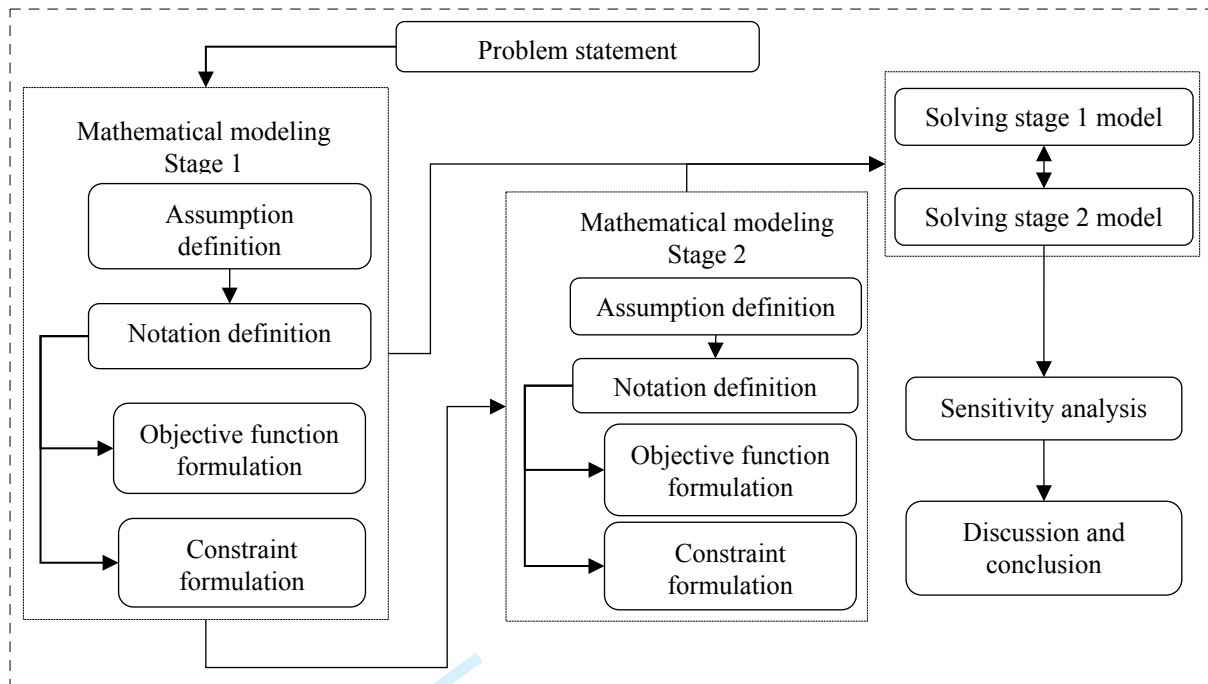 Problem statement
Mathematical modeling
Stage 1
Assumption
definition
Notation definition
Objective function
formulation
Constraint
formulation
Mathematical modeling
Stage 2
Assumption definition
Notation definition
Objective function
formulation
Constraint
formulation
Solving stage 1 model
Solving stage 2 model
Sensitivity analysis
Discussion and
conclusion